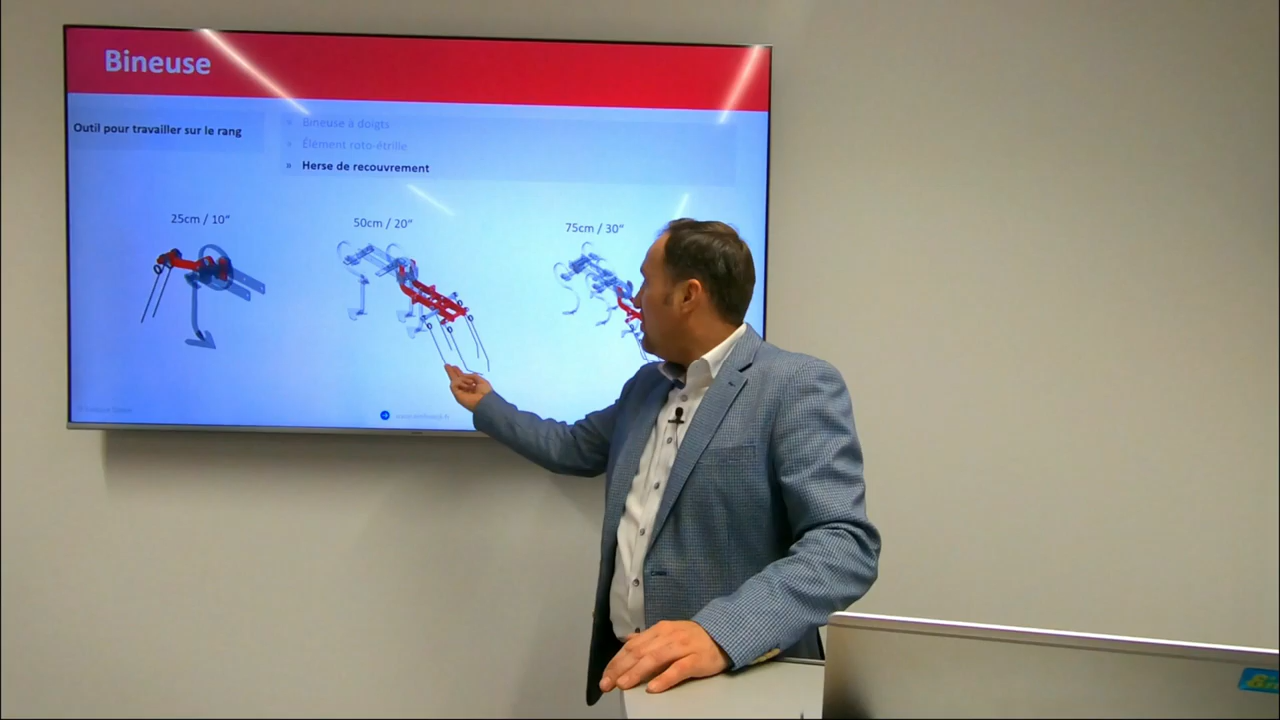 Bineuse
Outil pour travailler sur le rang
» Bineuse à doigts
» Élément roto-étrille
» Herse de recouvrement
25cm / 10"
50cm / 20"
75cm / 30"